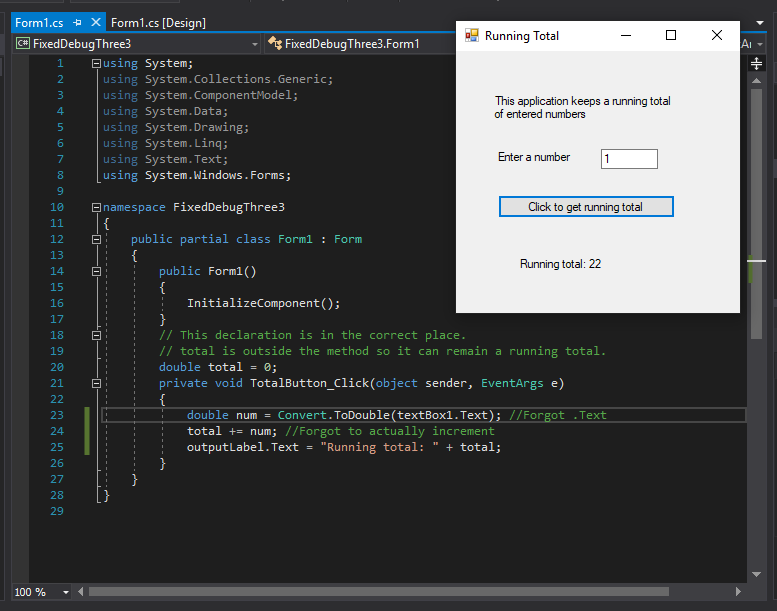 Form1.cs
Form1.cs [Design]
C# FixedDebugThree3
FixedDebugThree3.Form1
1 using System;
2 using System.Collections.Generic;
3 using System.ComponentModel;
4 using System.Data;
5 using System.Drawing;
6 using System.Linq;
7 using System.Text;
8 using System.Windows.Forms;
9
10 namespace FixedDebugThree3
11 {
12 public partial class Form1 : Form
13 {
14 public Form1()
15 {
16 InitializeComponent();
17 }
18 // This declaration is in the correct place.
19 // total is outside the method so it can remain a running total.
20 double total = 0;
21 private void TotalButton_Click(object sender, EventArgs e)
22 {
23 double num = Convert.ToDouble(textBox1.Text); //Forgot .Text
24 total += num; //Forgot to actually increment
25 outputLabel.Text = "Running total: " + total;
26 }
27 }
28 }
29
100 %
Running Total
This application keeps a running total
of entered numbers
Enter a number
1
Click to get running total
Running total: 22